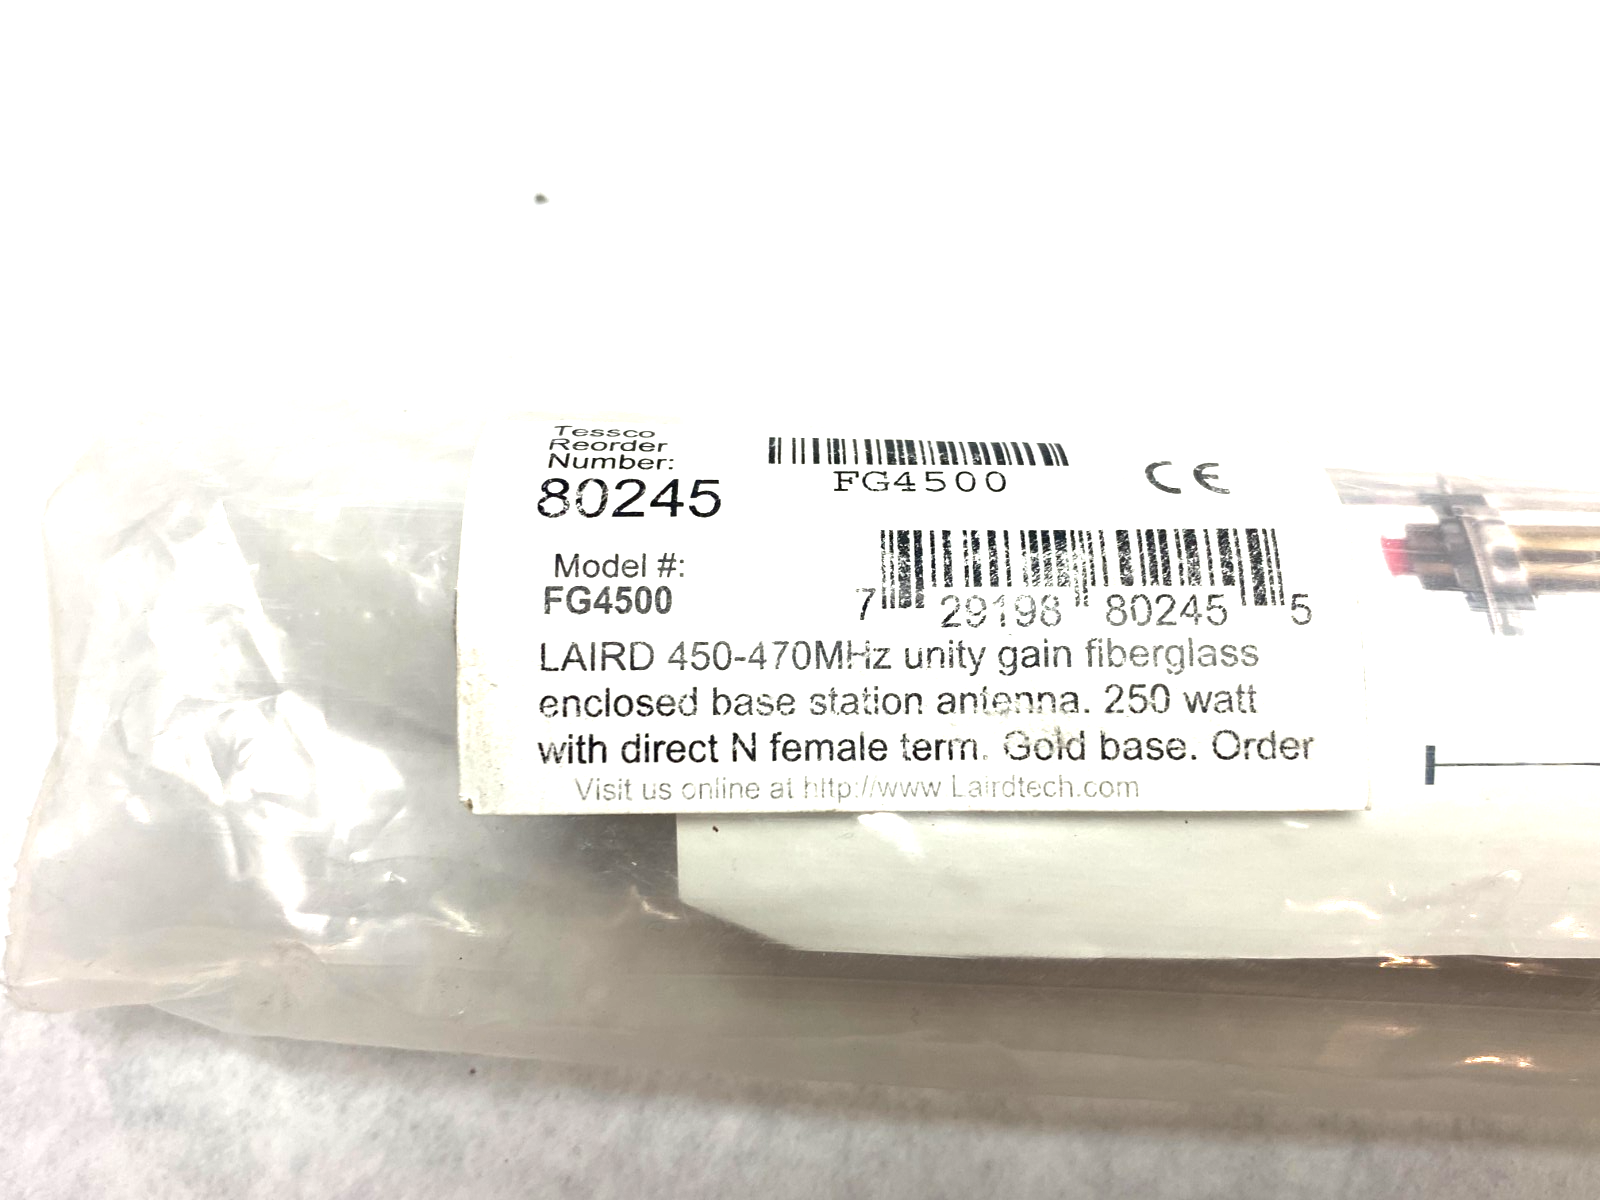 Tessco
Reorder
Number:
80245
FG4500
CE
Model #:
FG4500
7 29198 80245 5
LAIRD 450-470MHz unity gain fiberglass
enclosed base station antenna. 250 watt
with direct N female term. Gold base. Order
Visit us online at http://www Lairdtech.com